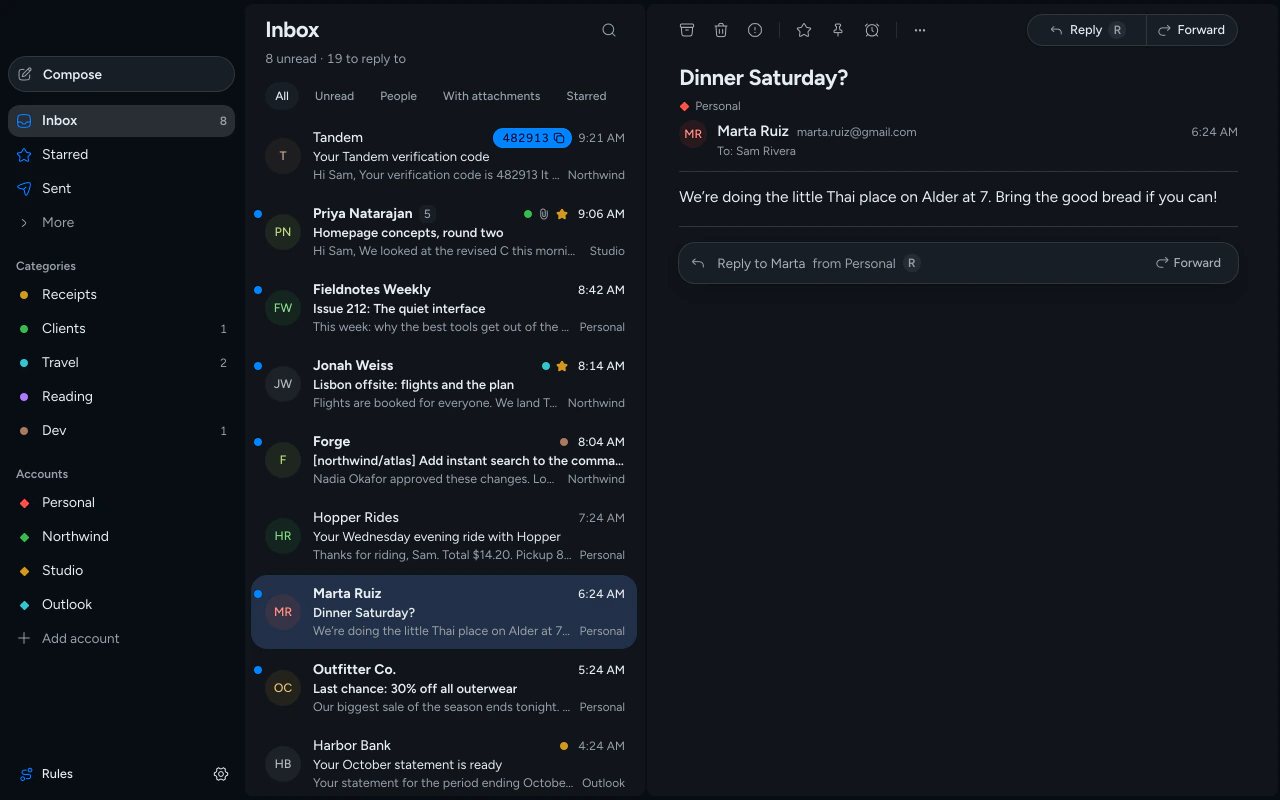 Compose
Inbox 8
Starred
Sent
More
Categories
Receipts
Clients 1
Travel 2
Reading
Dev 1
Accounts
Personal
Northwind
Studio
Outlook
Add account
Rules
Inbox
8 unread · 19 to reply to
All Unread People With attachments Starred
T Tandem 482913 9:21 AM
Your Tandem verification code
Hi Sam, Your verification code is 482913 It … Northwind
PN Priya Natarajan 5 9:06 AM
Homepage concepts, round two
Hi Sam, We looked at the revised C this morni… Studio
FW Fieldnotes Weekly 8:42 AM
Issue 212: The quiet interface
This week: why the best tools get out of the … Personal
JW Jonah Weiss 8:14 AM
Lisbon offsite: flights and the plan
Flights are booked for everyone. We land T… Northwind
F Forge 8:04 AM
[northwind/atlas] Add instant search to the comma…
Nadia Okafor approved these changes. Lo… Northwind
HR Hopper Rides 7:24 AM
Your Wednesday evening ride with Hopper
Thanks for riding, Sam. Total $14.20. Pickup 8… Personal
MR Marta Ruiz 6:24 AM
Dinner Saturday?
We're doing the little Thai place on Alder at 7… Personal
OC Outfitter Co. 5:24 AM
Last chance: 30% off all outerwear
Our biggest sale of the season ends tonight. … Personal
HB Harbor Bank 4:24 AM
Your October statement is ready
Your statement for the period ending Octobe… Outlook
Reply R Forward
Dinner Saturday?
Personal
MR Marta Ruiz marta.ruiz@gmail.com 6:24 AM
To: Sam Rivera
We're doing the little Thai place on Alder at 7. Bring the good bread if you can!
Reply to Marta from Personal R Forward